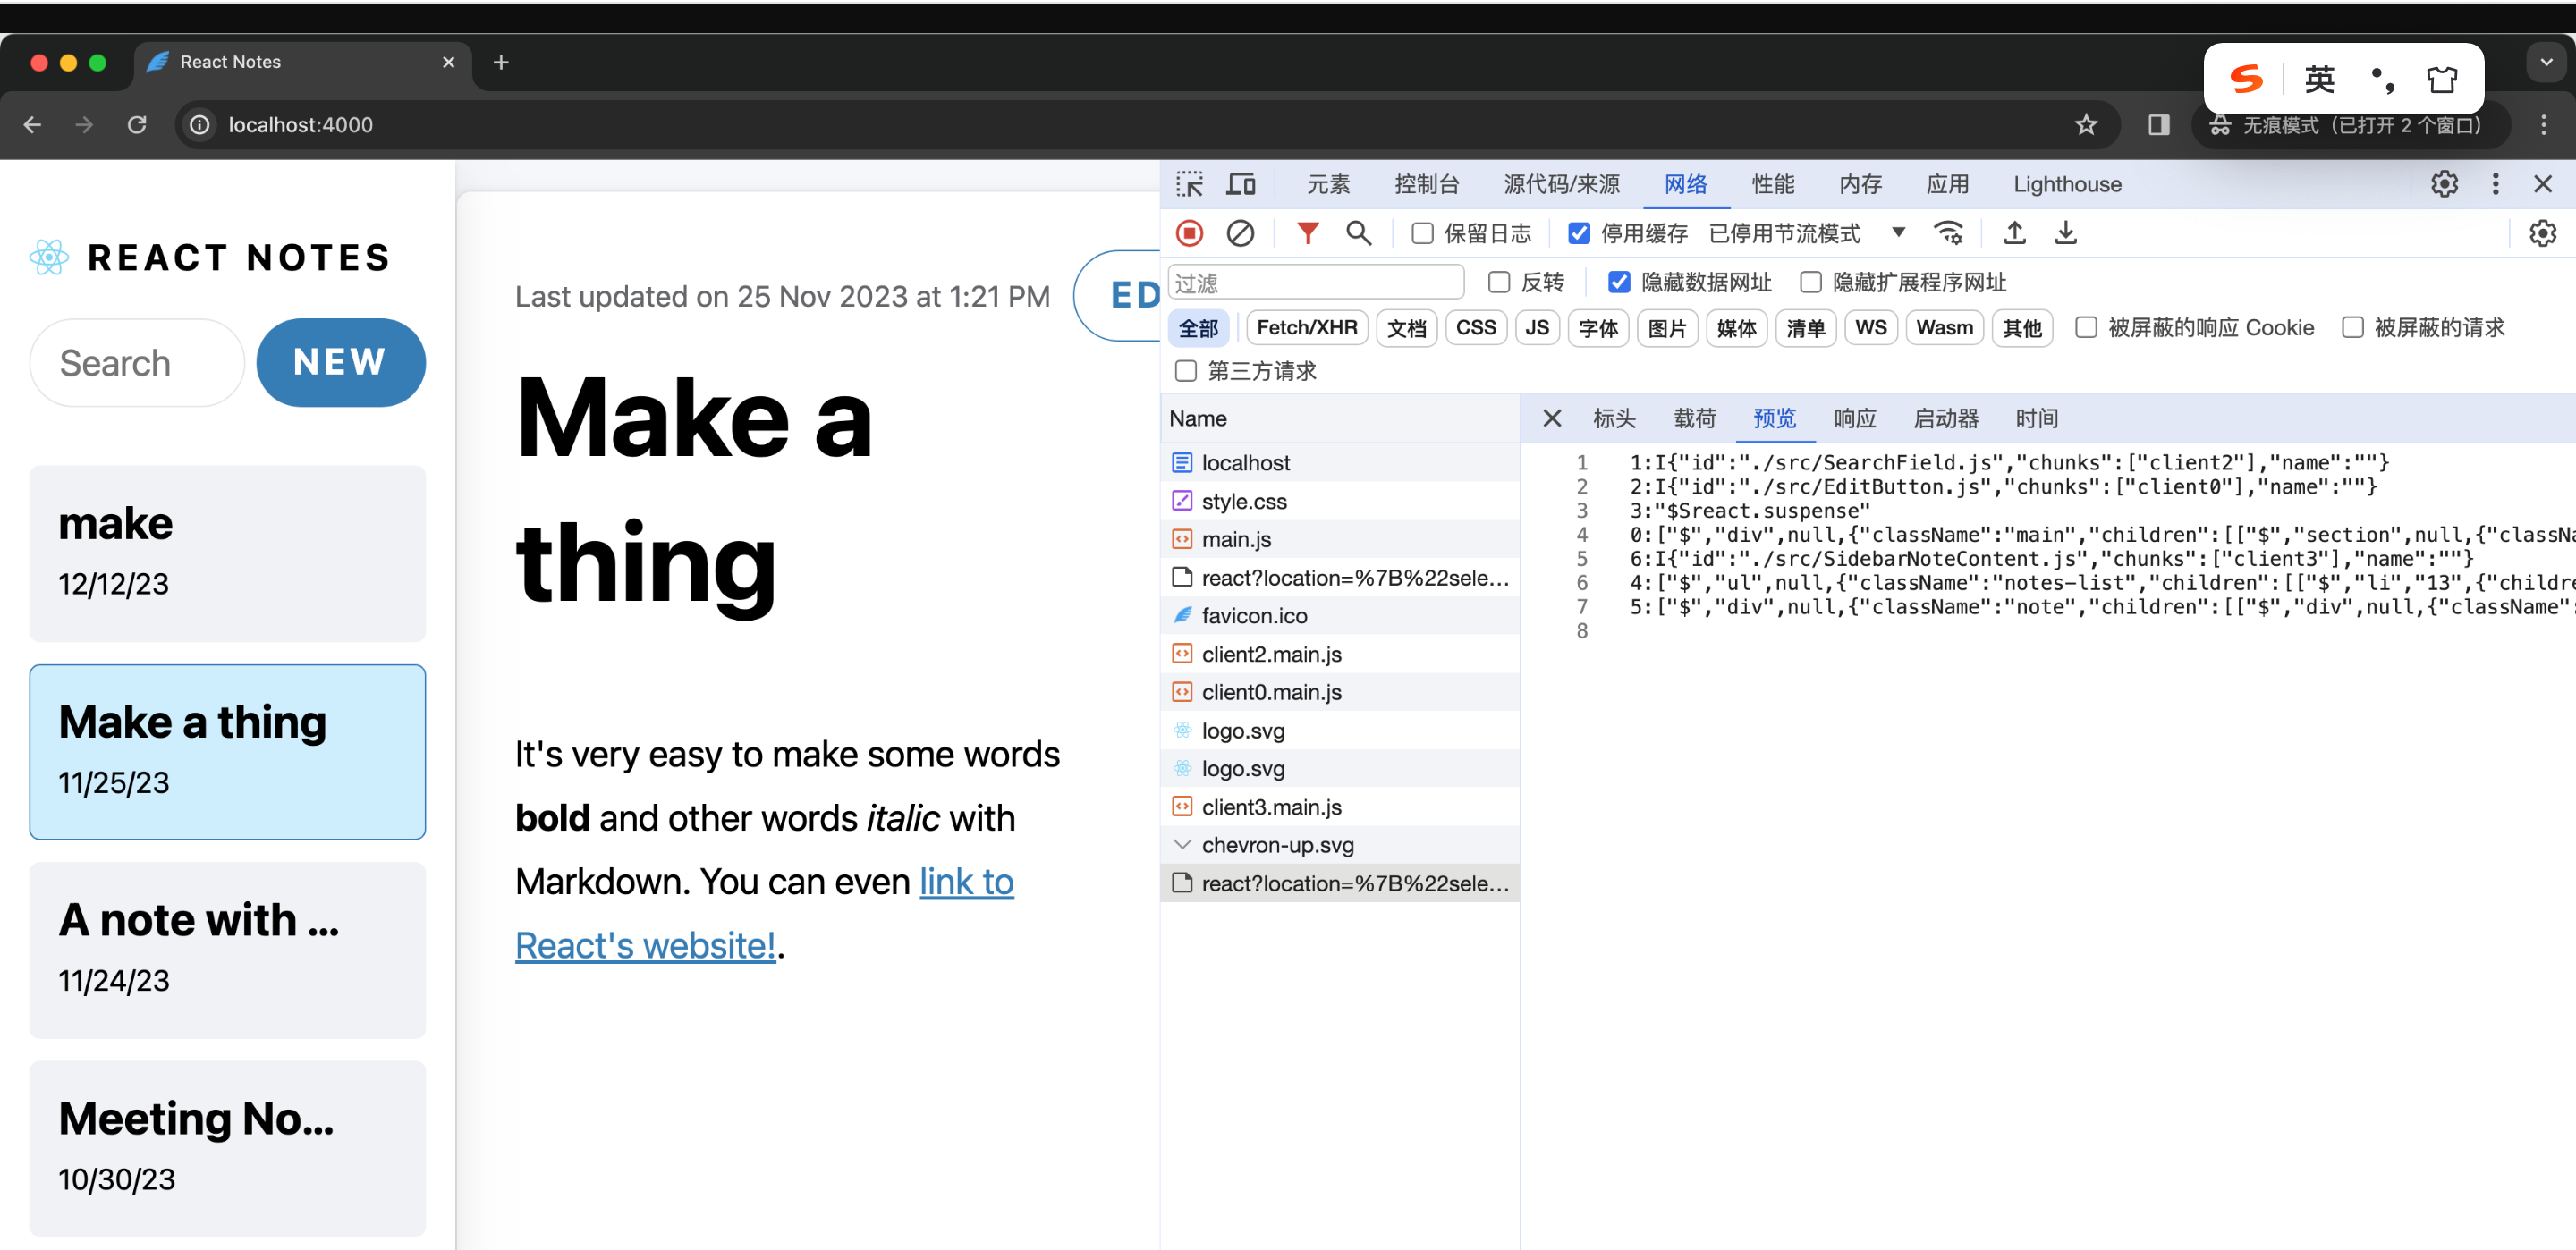 React Notes
英
localhost:4000
无痕模式（已打开 2 个窗口）
REACT NOTES
Search
NEW
make
12/12/23
Make a thing
11/25/23
A note with ...
11/24/23
Meeting No...
10/30/23
Last updated on 25 Nov 2023 at 1:21 PM
ED
Make a
thing
It's very easy to make some words
bold and other words italic with
Markdown. You can even link to
React's website!.
元素 控制台 源代码/来源 网络 性能 内存 应用 Lighthouse
保留日志 停用缓存 已停用节流模式
过滤 反转 隐藏数据网址 隐藏扩展程序网址
全部 Fetch/XHR 文档 CSS JS 字体 图片 媒体 清单 WS Wasm 其他 被屏蔽的响应 Cookie 被屏蔽的请求
第三方请求
Name
localhost
style.css
main.js
react?location=%7B%22sele...
favicon.ico
client2.main.js
client0.main.js
logo.svg
logo.svg
client3.main.js
chevron-up.svg
react?location=%7B%22sele...
标头 载荷 预览 响应 启动器 时间
1 1:I{"id":"./src/SearchField.js","chunks":["client2"],"name":""}
2 2:I{"id":"./src/EditButton.js","chunks":["client0"],"name":""}
3 3:"$Sreact.suspense"
4 0:["$","div",null,{"className":"main","children":[["$","section",null,{"classNa
5 6:I{"id":"./src/SidebarNoteContent.js","chunks":["client3"],"name":""}
6 4:["$","ul",null,{"className":"notes-list","children":[["$","li","13",{"childre
7 5:["$","div",null,{"className":"note","children":[["$","div",null,{"className":
8